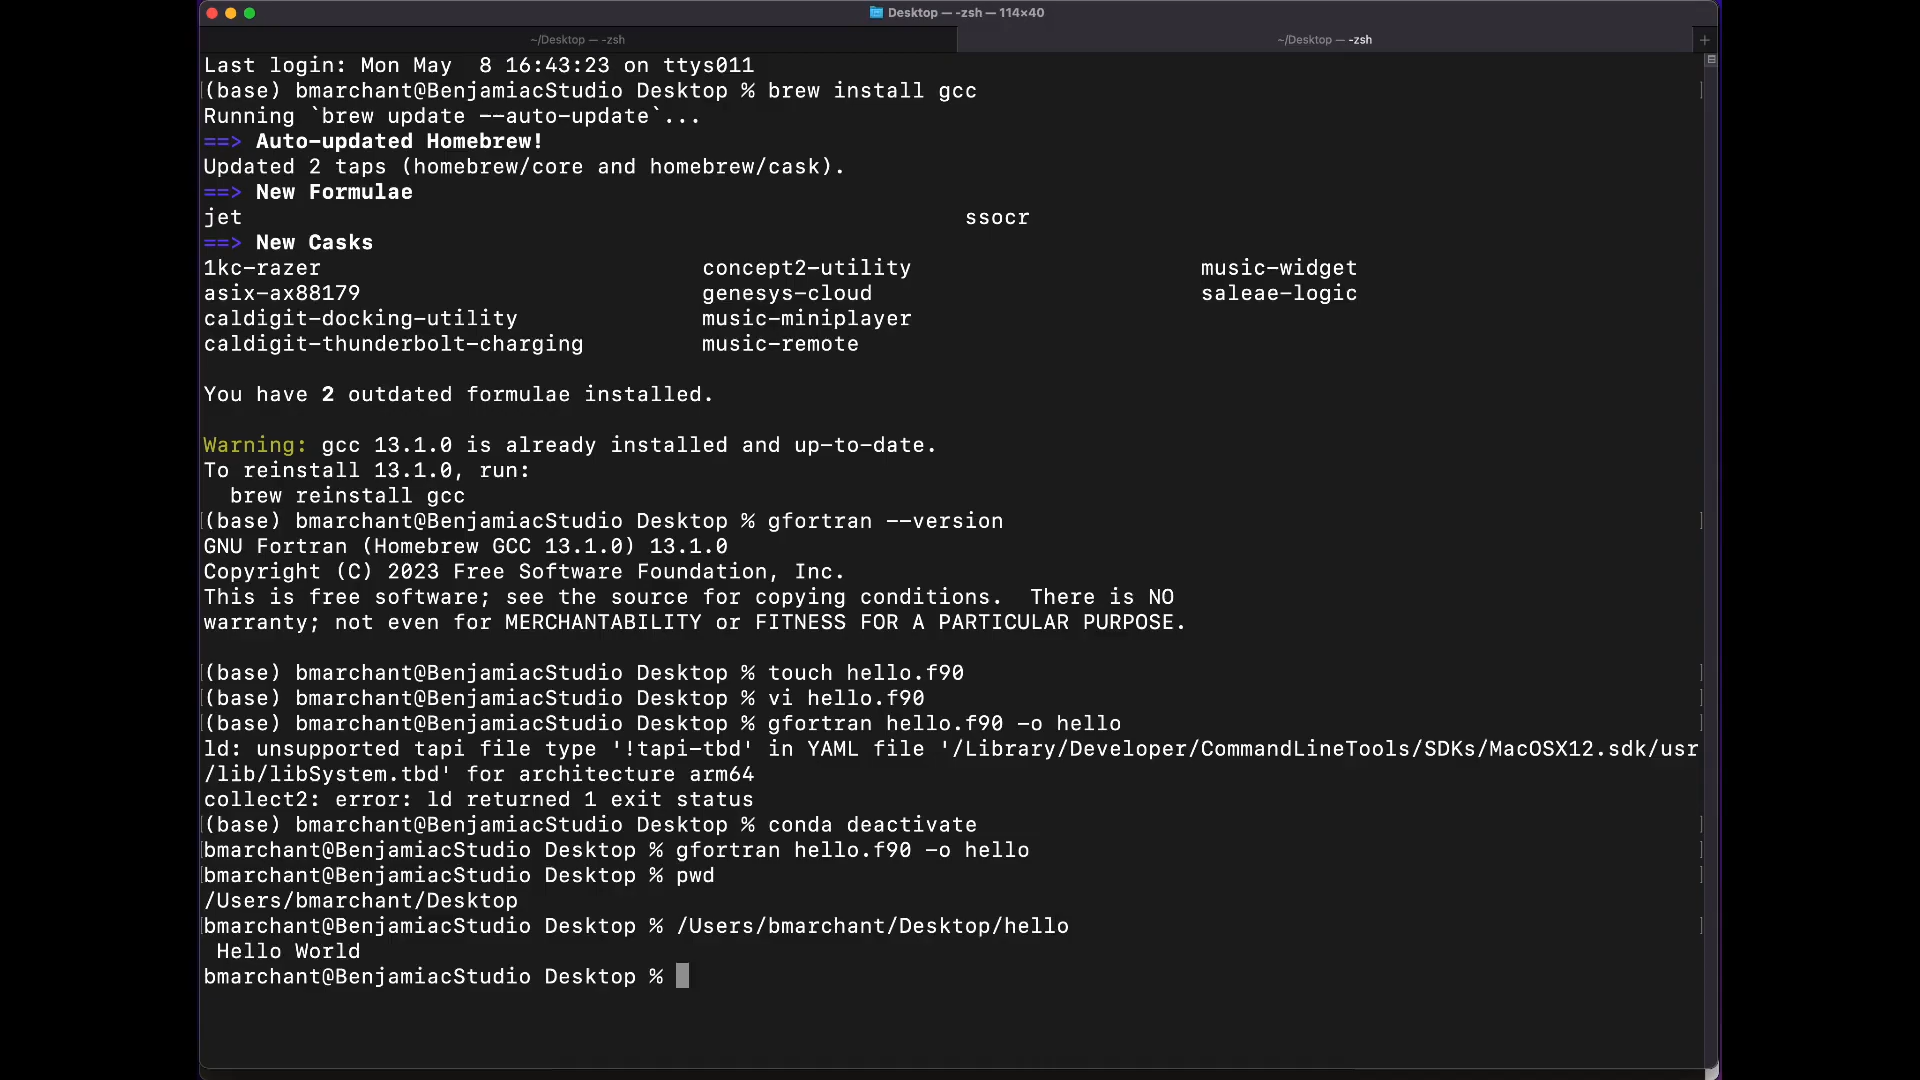 Desktop — -zsh — 114×40
~/Desktop — -zsh ~/Desktop — -zsh +
Last login: Mon May  8 16:43:23 on ttys011
[(base) bmarchant@BenjamiacStudio Desktop % brew install gcc ]
Running `brew update --auto-update`...
==> Auto-updated Homebrew!
Updated 2 taps (homebrew/core and homebrew/cask).
==> New Formulae
jet ssocr
==> New Casks
1kc-razer concept2-utility music-widget
asix-ax88179 genesys-cloud saleae-logic
caldigit-docking-utility music-miniplayer
caldigit-thunderbolt-charging music-remote
You have 2 outdated formulae installed.
Warning: gcc 13.1.0 is already installed and up-to-date.
To reinstall 13.1.0, run:
  brew reinstall gcc
[(base) bmarchant@BenjamiacStudio Desktop % gfortran --version ]
GNU Fortran (Homebrew GCC 13.1.0) 13.1.0
Copyright (C) 2023 Free Software Foundation, Inc.
This is free software; see the source for copying conditions.  There is NO
warranty; not even for MERCHANTABILITY or FITNESS FOR A PARTICULAR PURPOSE.
[(base) bmarchant@BenjamiacStudio Desktop % touch hello.f90 ]
[(base) bmarchant@BenjamiacStudio Desktop % vi hello.f90 ]
[(base) bmarchant@BenjamiacStudio Desktop % gfortran hello.f90 -o hello ]
ld: unsupported tapi file type '!tapi-tbd' in YAML file '/Library/Developer/CommandLineTools/SDKs/MacOSX12.sdk/usr
/lib/libSystem.tbd' for architecture arm64
collect2: error: ld returned 1 exit status
[(base) bmarchant@BenjamiacStudio Desktop % conda deactivate ]
[bmarchant@BenjamiacStudio Desktop % gfortran hello.f90 -o hello ]
[bmarchant@BenjamiacStudio Desktop % pwd ]
/Users/bmarchant/Desktop
[bmarchant@BenjamiacStudio Desktop % /Users/bmarchant/Desktop/hello ]
 Hello World
bmarchant@BenjamiacStudio Desktop %